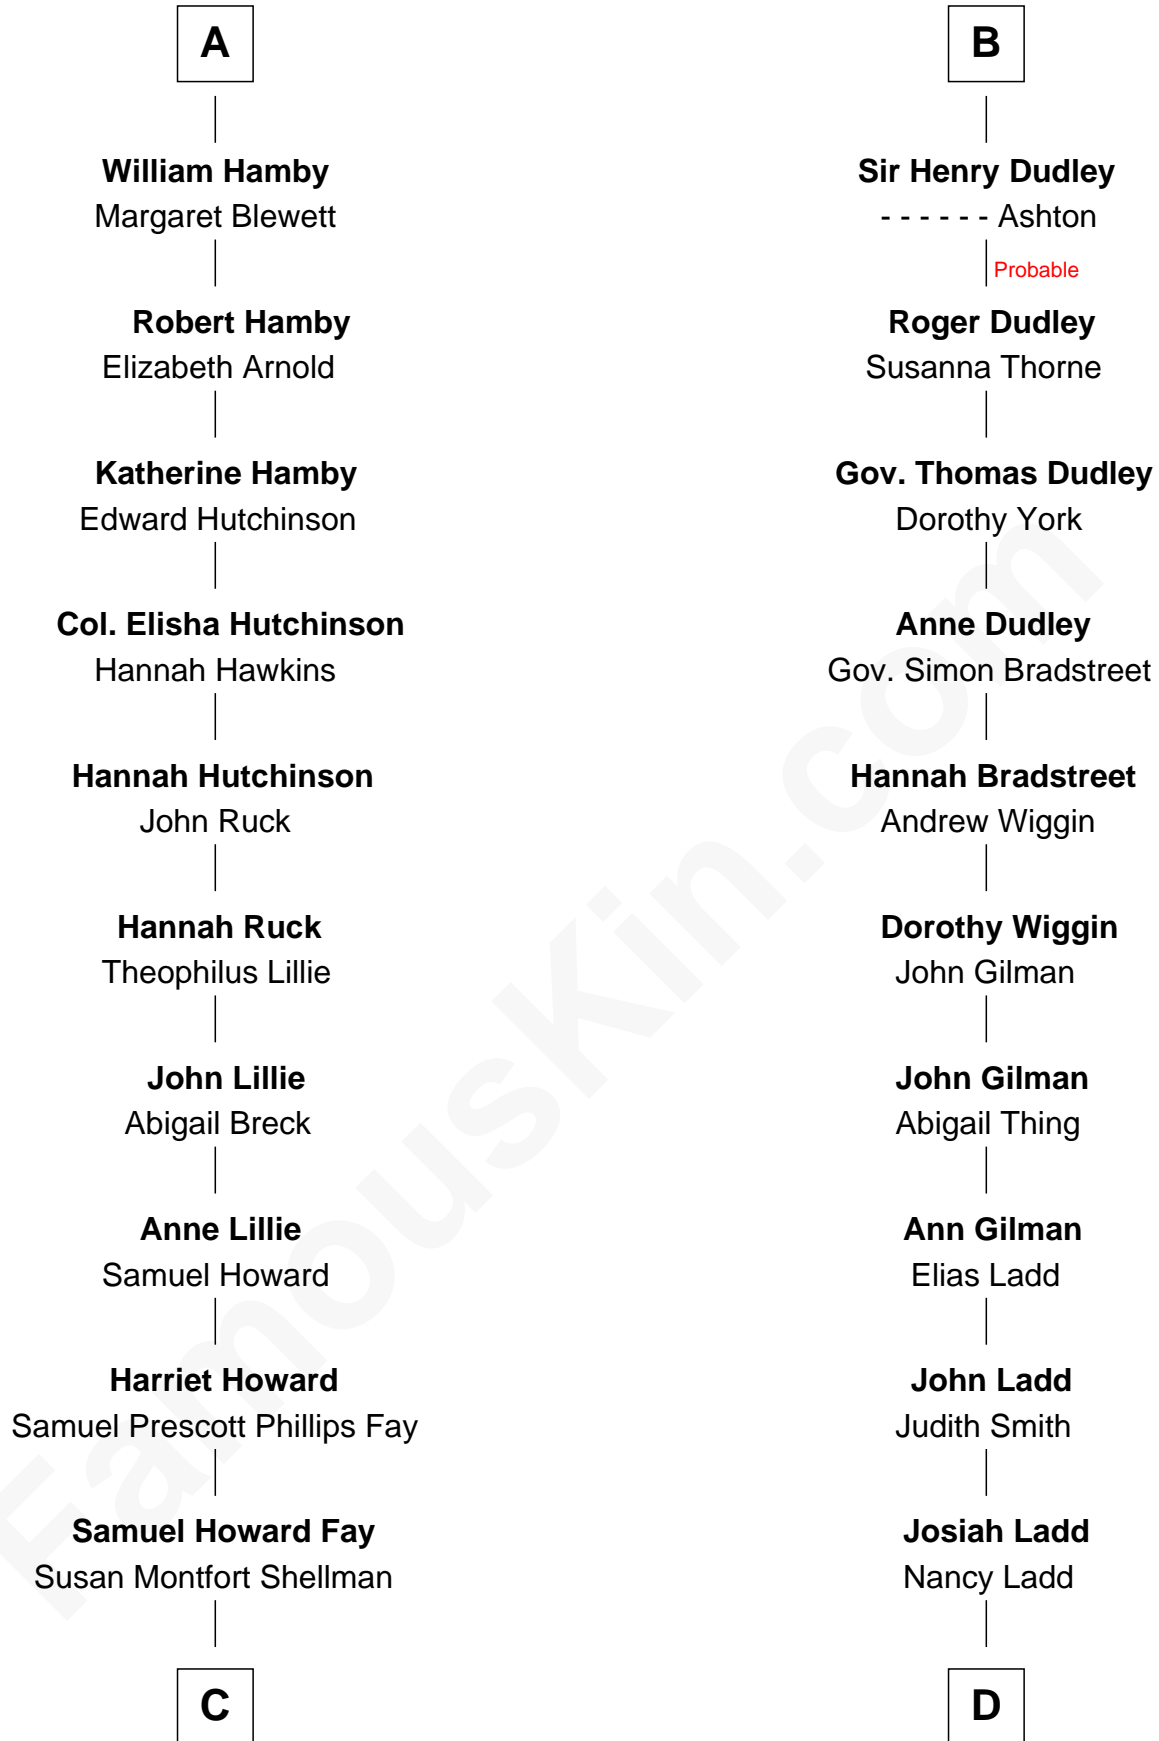 A
William Hamby
Margaret Blewett
Robert Hamby
Elizabeth Arnold
Katherine Hamby
Edward Hutchinson
Col. Elisha Hutchinson
Hannah Hawkins
Hannah Hutchinson
John Ruck
Hannah Ruck
Theophilus Lillie
John Lillie
Abigail Breck
Anne Lillie
Samuel Howard
Harriet Howard
Samuel Prescott Phillips Fay
Samuel Howard Fay
Susan Montfort Shellman
C
B
Sir Henry Dudley
- - - - - - Ashton
Probable
Roger Dudley
Susanna Thorne
Gov. Thomas Dudley
Dorothy York
Anne Dudley
Gov. Simon Bradstreet
Hannah Bradstreet
Andrew Wiggin
Dorothy Wiggin
John Gilman
John Gilman
Abigail Thing
Ann Gilman
Elias Ladd
John Ladd
Judith Smith
Josiah Ladd
Nancy Ladd
D
FamousKin.com